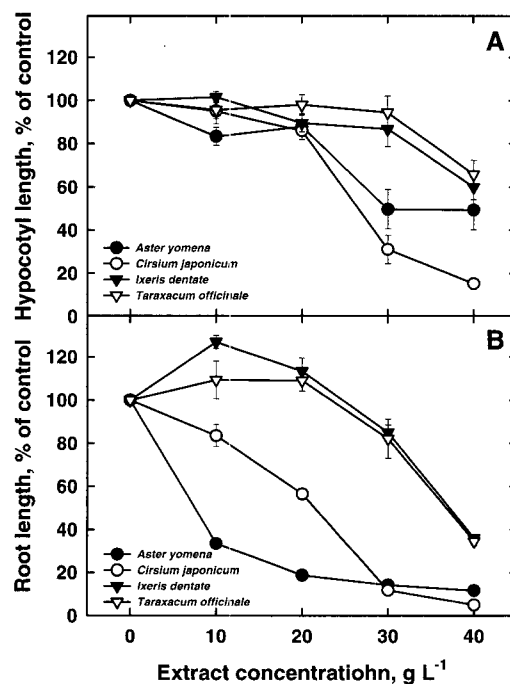 A
Hypocotyl length, % of control
120
100
80
60
40
20
0
Aster yomena
Cirsium japonicum
Ixeris dentate
Taraxacum officinale
B
Root length, % of control
120
100
80
60
40
20
0
Aster yomena
Cirsium japonicum
Ixeris dentate
Taraxacum officinale
0 10 20 30 40
Extract concentratiohn, g L⁻¹